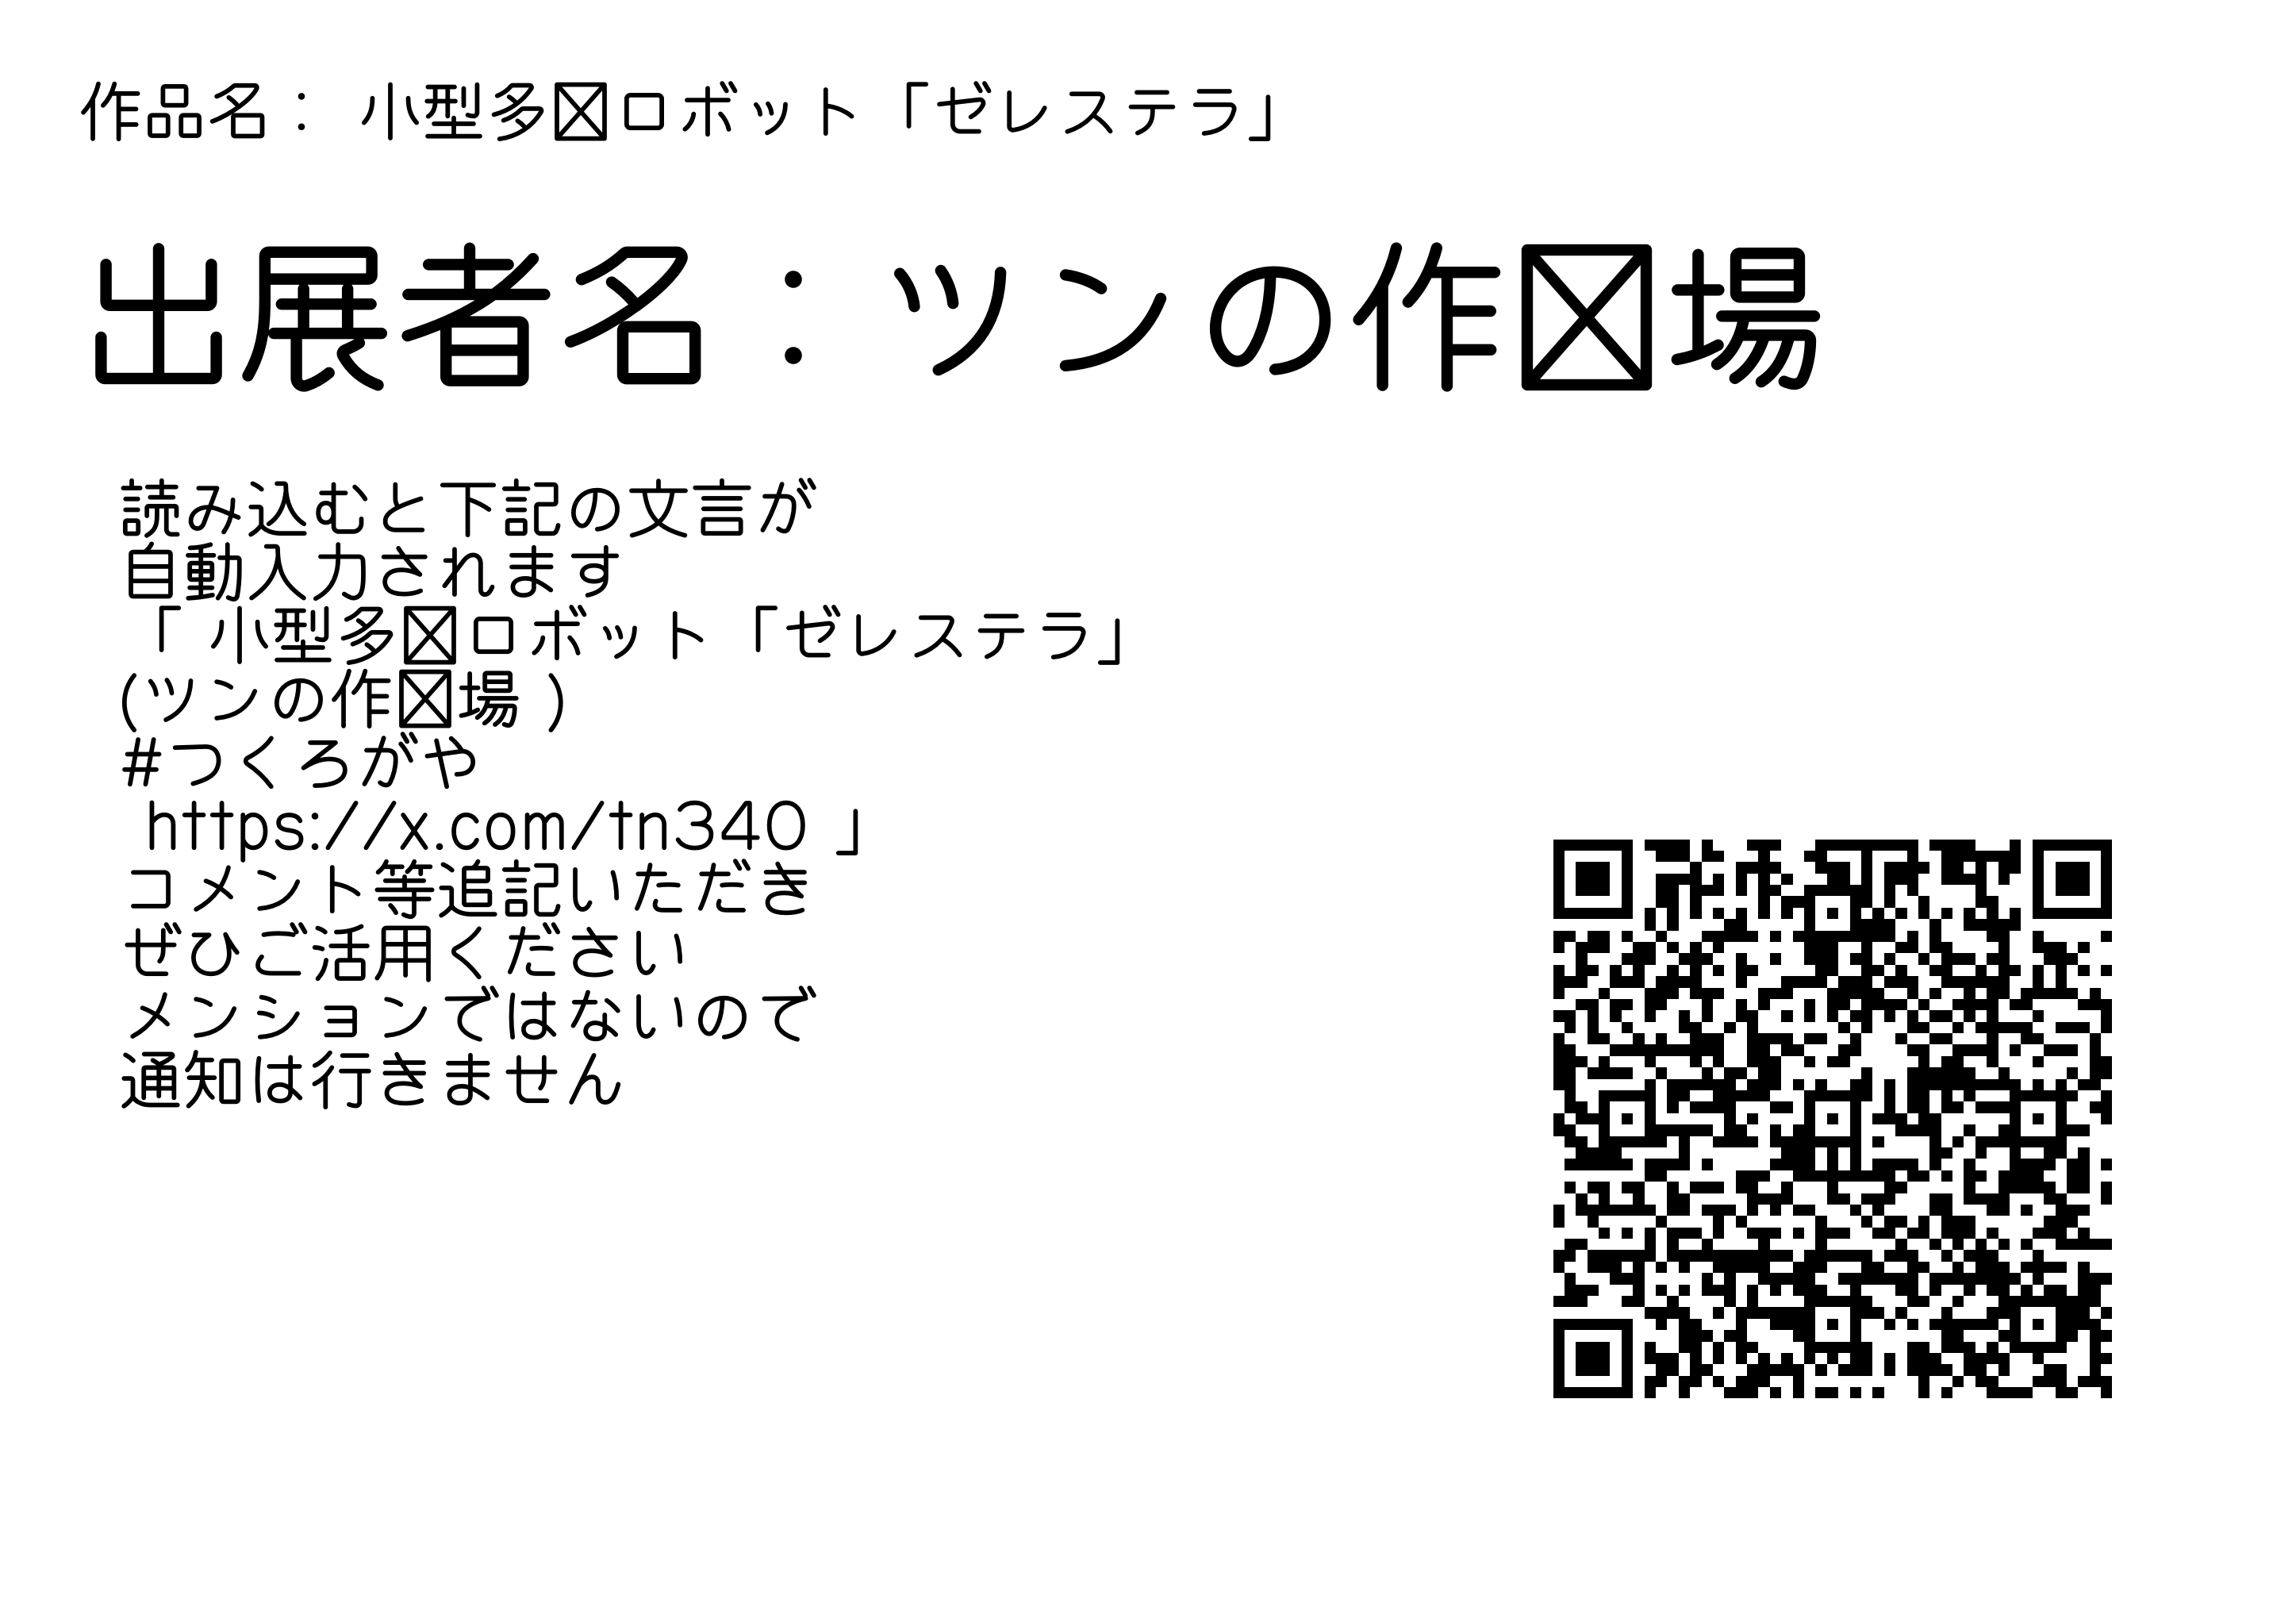 作品名： 小型多☒ロボット「ゼレステラ」
出展者名：ツンの作☒場
読み込むと下記の文言が
自動入力されます
「小型多☒ロボット「ゼレステラ」
(ツンの作☒場 )
#つくろがや
https://x.com/tn340 」
コメント等追記いただき
ぜひご活用ください
メンションではないので
通知は行きません